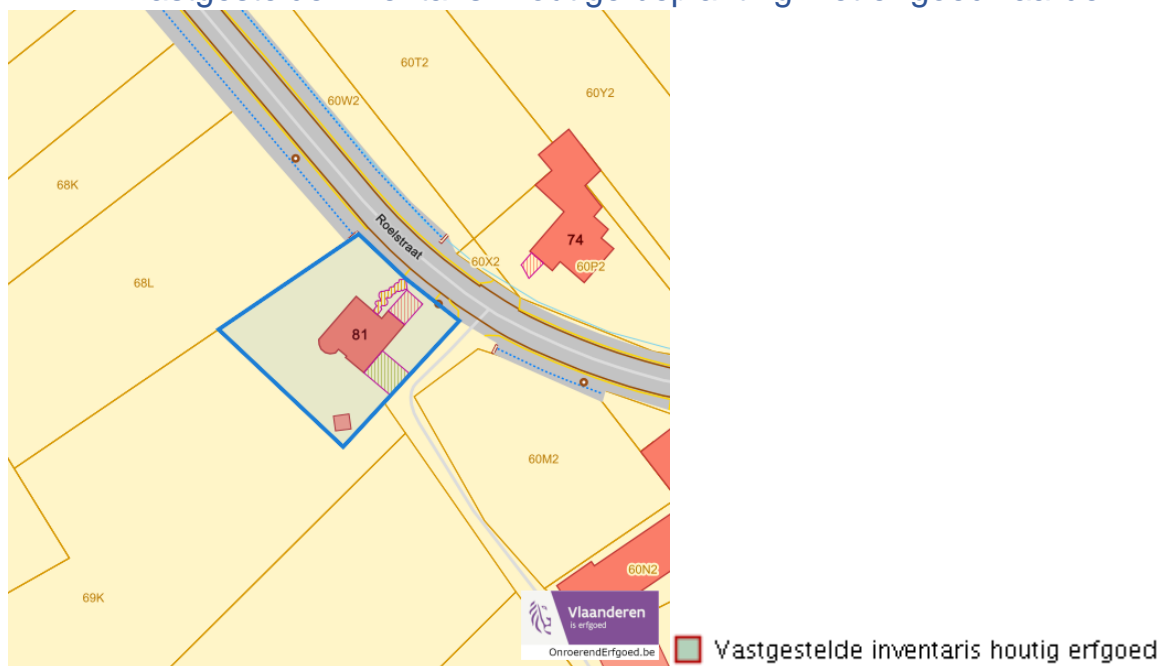 60T2
60W2
60Y2
68K
Roelstraat
74
60X2
60P2
68L
81
60M2
60N2
69K
Vlaanderen
is erfgoed
OnroerendErfgoed.be
Vastgestelde inventaris houtig erfgoed